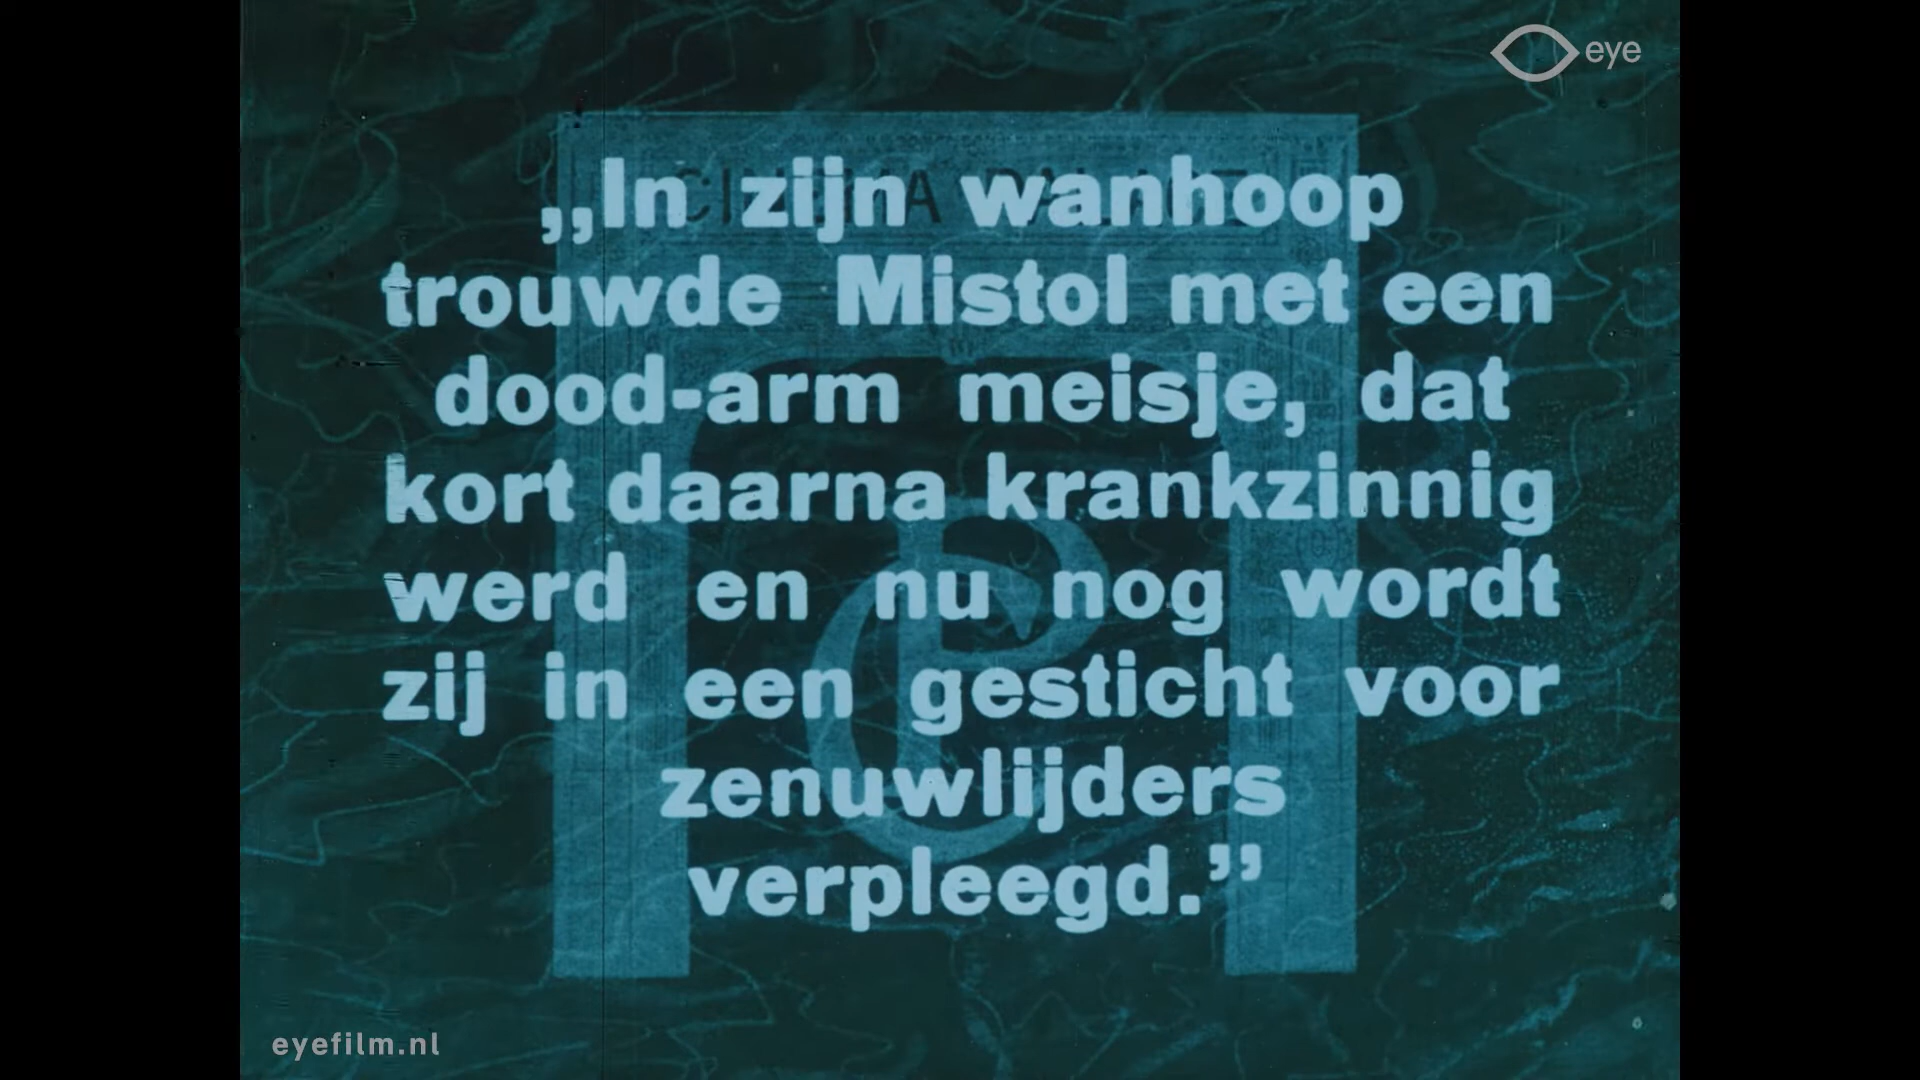 eye
„In zijn wanhoop
trouwde Mistol met een
dood-arm meisje, dat
kort daarna krankzinnig
werd en nu nog wordt
zij in een gesticht voor
zenuwlijders
verpleegd.”
eyefilm.nl